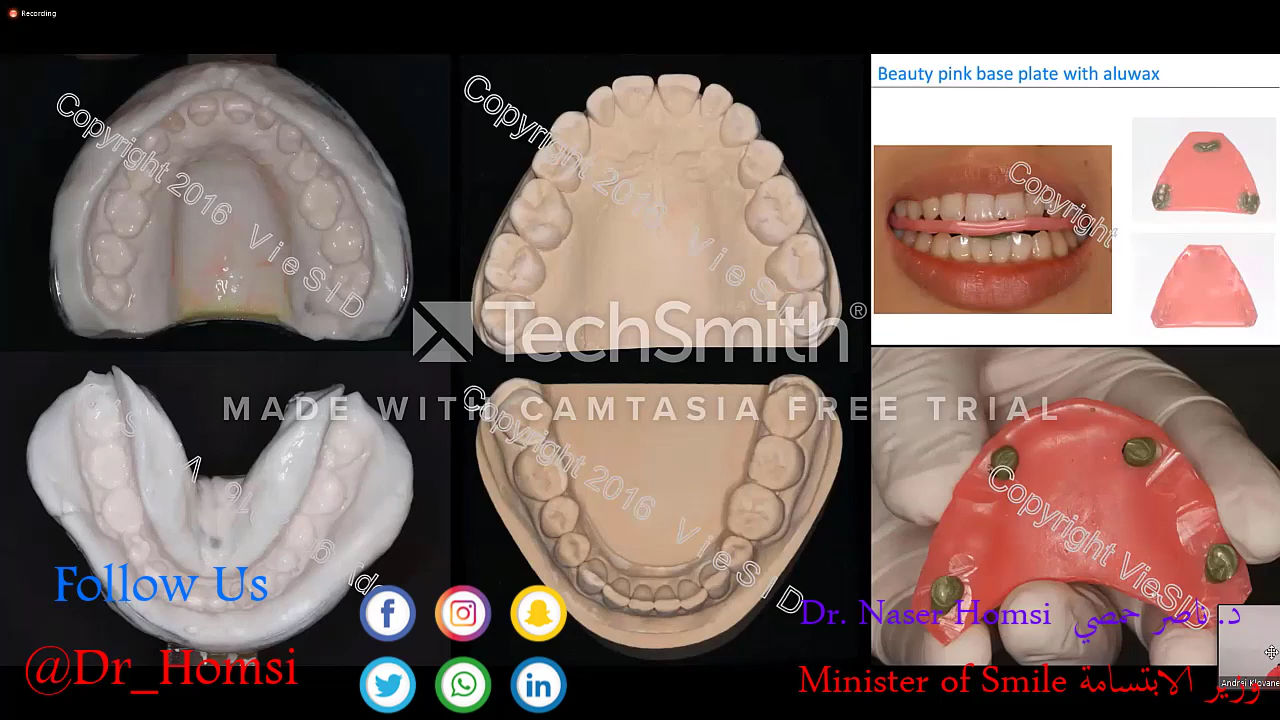 Recording
Beauty pink base plate with aluwax
Copyright 2016 VieSID
Copyright 2016 VieSID
Copyright
TechSmith®
MADE WITH CAMTASIA FREE TRIAL
Copyright 2016 VieSID
Copyright VieSID
Follow Us
Dr. Naser Homsi د. ناصر حمصي
@Dr_Homsi
Minister of Smile وزير الابتسامة